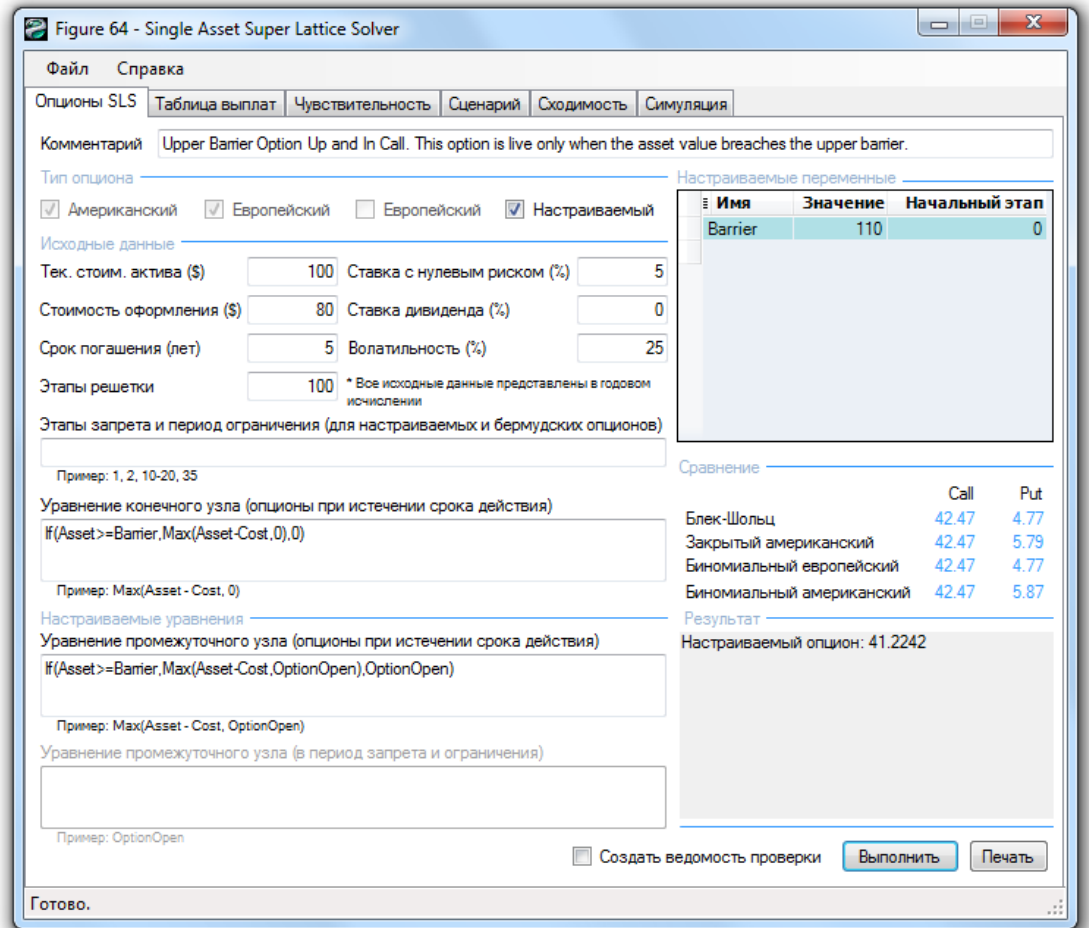 Figure 64 - Single Asset Super Lattice Solver
Файл Справка
Опционы SLS Таблица выплат Чувствительность Сценарий Сходимость Симуляция
Комментарий Upper Barrier Option Up and In Call. This option is live only when the asset value breaches the upper barrier.
Тип опциона
Американский Европейский Европейский Настраиваемый
Исходные данные
Тек. стоим. актива ($) 100 Ставка с нулевым риском (%) 5
Стоимость оформления ($) 80 Ставка дивиденда (%) 0
Срок погашения (лет) 5 Волатильность (%) 25
Этапы решетки 100 * Все исходные данные представлены в годовом
исчислении
Этапы запрета и период ограничения (для настраиваемых и бермудских опционов)
Пример: 1, 2, 10-20, 35
Уравнение конечного узла (опционы при истечении срока действия)
If(Asset>=Barrier,Max(Asset-Cost,0),0)
Пример: Max(Asset - Cost, 0)
Настраиваемые уравнения
Уравнение промежуточного узла (опционы при истечении срока действия)
If(Asset>=Barrier,Max(Asset-Cost,OptionOpen),OptionOpen)
Пример: Max(Asset - Cost, OptionOpen)
Уравнение промежуточного узла (в период запрета и ограничения)
Пример: OptionOpen
Настраиваемые переменные
Имя Значение Начальный этап
Barrier 110 0
Сравнение
Call Put
Блек-Шольц 42.47 4.77
Закрытый американский 42.47 5.79
Биномиальный европейский 42.47 4.77
Биномиальный американский 42.47 5.87
Результат
Настраиваемый опцион: 41.2242
Создать ведомость проверки Выполнить Печать
Готово.